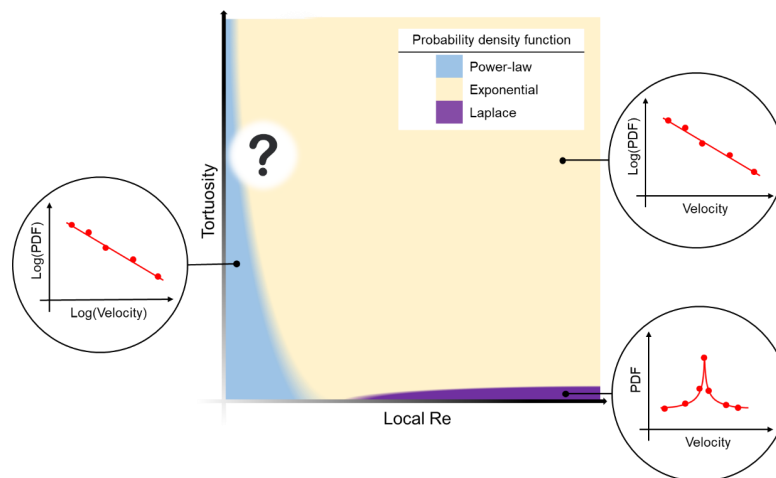 Probability density function
Power-law
Exponential
Laplace
?
Tortuosity
Local Re
Log(PDF)
Log(Velocity)
Log(PDF)
Velocity
PDF
Velocity